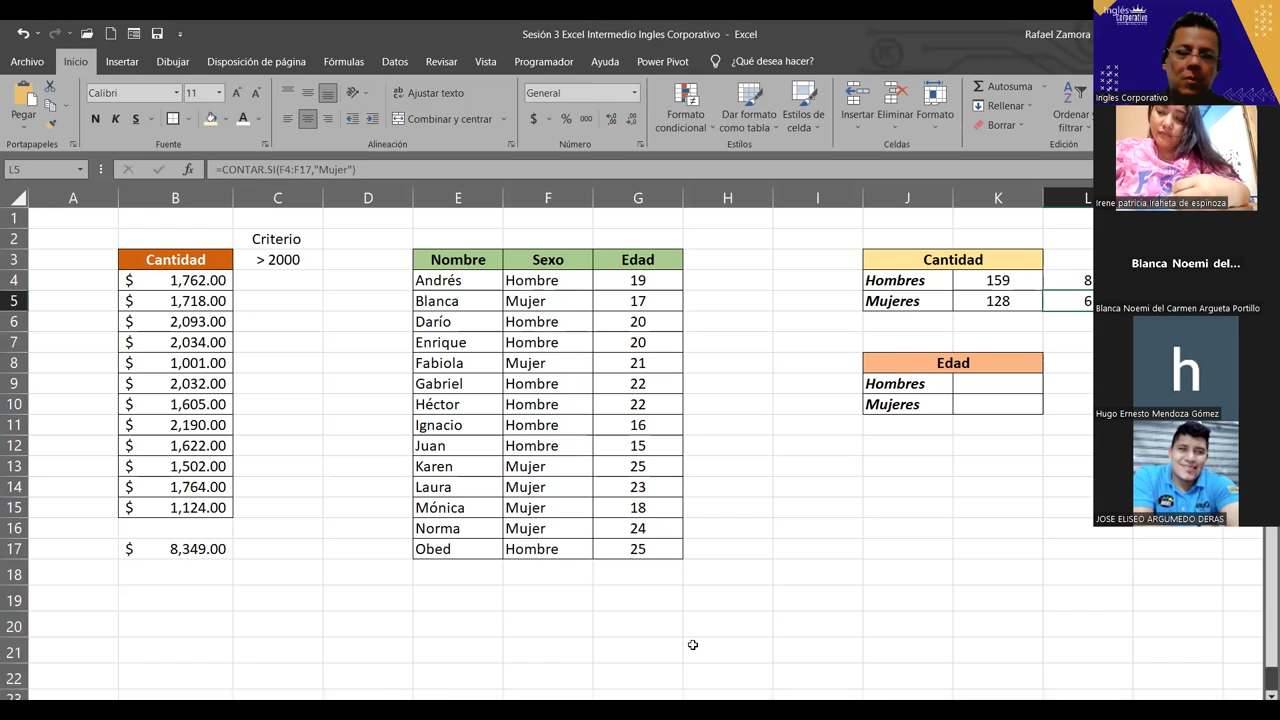 Sesión 3 Excel Intermedio Ingles Corporativo - Excel
Rafael Zamora
Archivo Inicio Insertar Dibujar Disposición de página Fórmulas Datos Revisar Vista Programador Ayuda Power Pivot ¿Qué desea hacer?
Pegar
Calibri 11
N K S
Ajustar texto
Combinar y centrar
General
$ % 000
Formato condicional
Dar formato como tabla
Estilos de celda
Insertar Eliminar Formato
Autosuma
Rellenar
Borrar
Ordenar y filtrar
Portapapeles Fuente Alineación Número Estilos Celdas Edición
L5 fx =CONTAR.SI(F4:F17,"Mujer")
A B C D E F G H I J K L
1
2 Criterio
3 Cantidad > 2000 Nombre Sexo Edad Cantidad
4 $ 1,762.00 Andrés Hombre 19 Hombres 159 8
5 $ 1,718.00 Blanca Mujer 17 Mujeres 128 6
6 $ 2,093.00 Darío Hombre 20
7 $ 2,034.00 Enrique Hombre 20
8 $ 1,001.00 Fabiola Mujer 21 Edad
9 $ 2,032.00 Gabriel Hombre 22 Hombres
10 $ 1,605.00 Héctor Hombre 22 Mujeres
11 $ 2,190.00 Ignacio Hombre 16
12 $ 1,622.00 Juan Hombre 15
13 $ 1,502.00 Karen Mujer 25
14 $ 1,764.00 Laura Mujer 23
15 $ 1,124.00 Mónica Mujer 18
16 Norma Mujer 24
17 $ 8,349.00 Obed Hombre 25
18
19
20
21
22
23
Inglés Corporativo
Ingles Corporativo
Irene patricia iraheta de espinoza
Blanca Noemi del...
Blanca Noemi del Carmen Argueta Portillo
h
Hugo Ernesto Mendoza Gómez
JOSE ELISEO ARGUMEDO DERAS